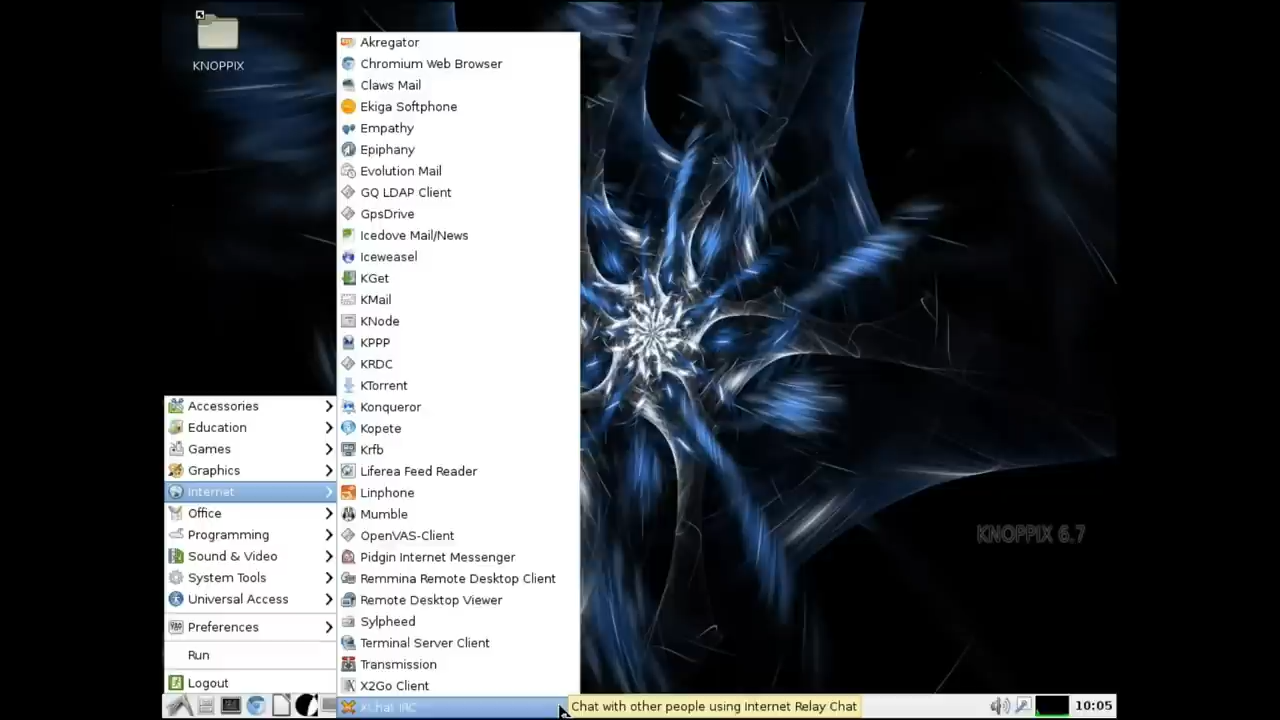 KNOPPIX
Akregator
Chromium Web Browser
Claws Mail
Ekiga Softphone
Empathy
Epiphany
Evolution Mail
GQ LDAP Client
GpsDrive
Icedove Mail/News
Iceweasel
KGet
KMail
KNode
KPPP
KRDC
KTorrent
Konqueror
Kopete
Krfb
Liferea Feed Reader
Linphone
Mumble
OpenVAS-Client
Pidgin Internet Messenger
Remmina Remote Desktop Client
Remote Desktop Viewer
Sylpheed
Terminal Server Client
Transmission
X2Go Client
XChat IRC
Accessories
Education
Games
Graphics
Internet
Office
Programming
Sound & Video
System Tools
Universal Access
Preferences
Run
Logout
KNOPPIX 6.7
Chat with other people using Internet Relay Chat
10:05